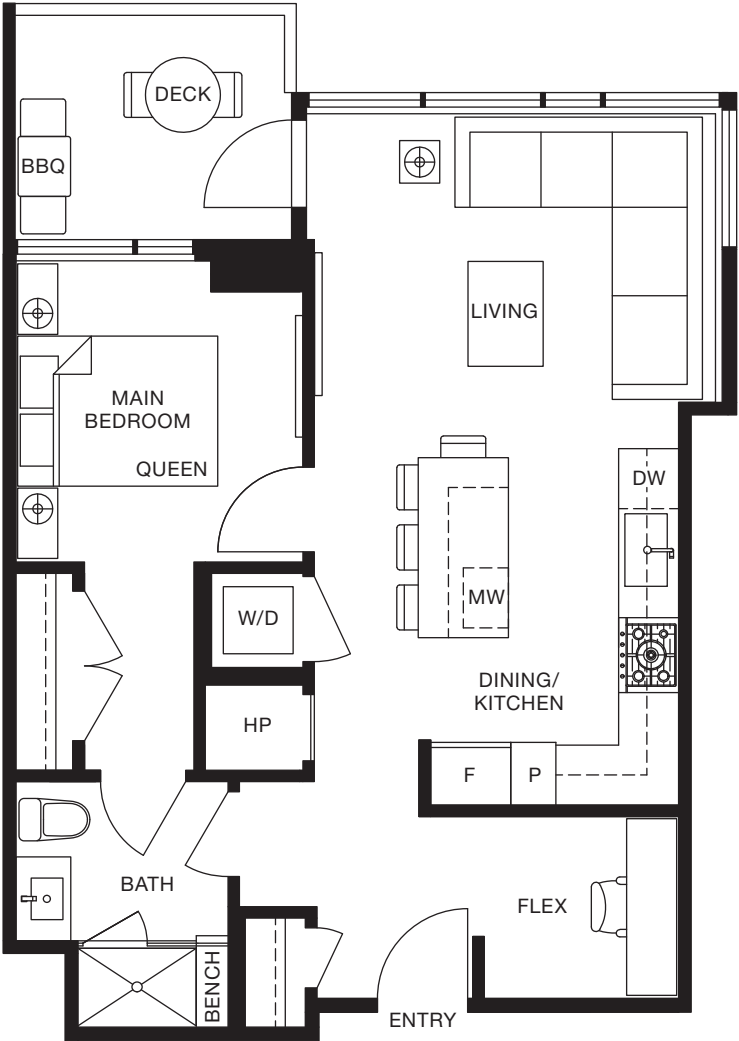 DECK
BBQ
LIVING
MAIN
BEDROOM
QUEEN
DW
MW
W/D
DINING/
KITCHEN
HP
F
P
BATH
FLEX
BENCH
ENTRY